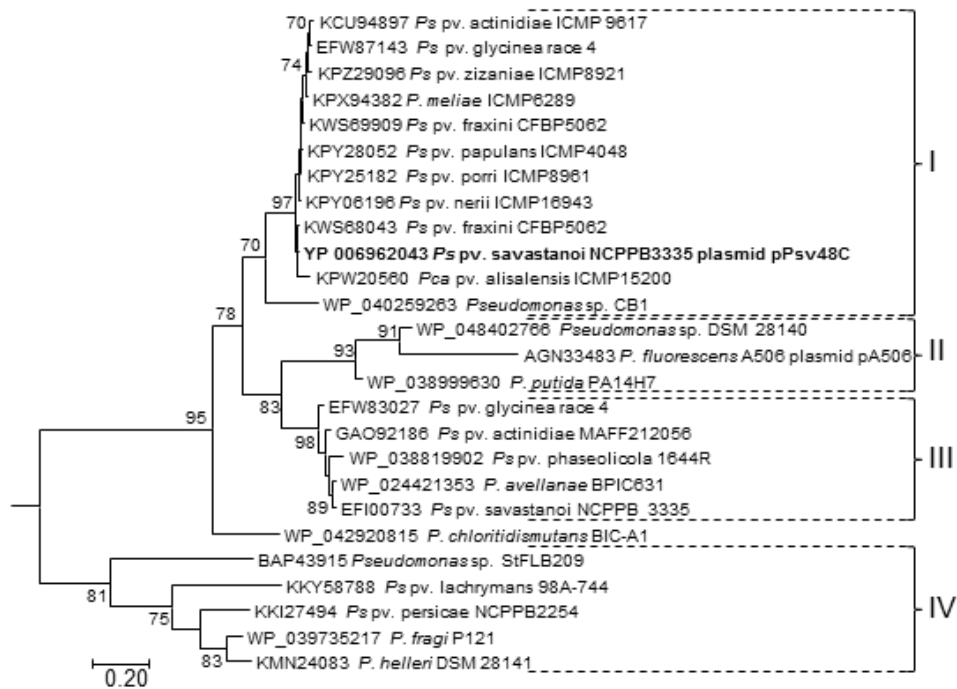 70 KCU94897 Ps pv. actinidiae ICMP 9617
EFW87143 Ps pv. glycinea race 4
74 KPZ29096 Ps pv. zizaniae ICMP8921
KPX94382 P. meliae ICMP6289
KWS69909 Ps pv. fraxini CFBP5062
KPY28052 Ps pv. papulans ICMP4048
I
KPY25182 Ps pv. porri ICMP8961
97 KPY06196 Ps pv. nerii ICMP16943
KWS68043 Ps pv. fraxini CFBP5062
70 YP 006962043 Ps pv. savastanoi NCPPB3335 plasmid pPsv48C
KPW20560 Pca pv. alisalensis ICMP15200
WP_040259263 Pseudomonas sp. CB1
78
91 WP_048402766 Pseudomonas sp. DSM 28140
93 AGN33483 P. fluorescens A506 plasmid pA506
II
WP_038999630 P. putida PA14H7
83 EFW83027 Ps pv. glycinea race 4
95
98 GAO92186 Ps pv. actinidiae MAFF212056
WP_038819902 Ps pv. phaseolicola 1644R
III
WP_024421353 P. avellanae BPIC631
89 EFI00733 Ps pv. savastanoi NCPPB 3335
WP_042920815 P. chloritidismutans BIC-A1
BAP43915 Pseudomonas sp. StFLB209
81 KKY58788 Ps pv. lachrymans 98A-744
75 KKI27494 Ps pv. persicae NCPPB2254
IV
WP_039735217 P. fragi P121
83 KMN24083 P. helleri DSM 28141
0.20